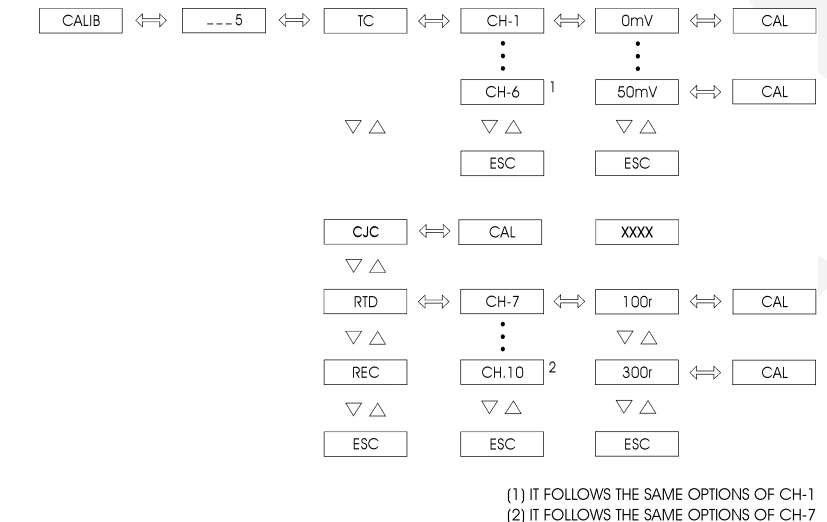 CALIB ___5 TC CH-1 0mV CAL
CH-6 1 50mV CAL
ESC ESC
CJC CAL XXXX
RTD CH-7 100r CAL
REC CH.10 2 300r CAL
ESC ESC ESC
(1) IT FOLLOWS THE SAME OPTIONS OF CH-1
(2) IT FOLLOWS THE SAME OPTIONS OF CH-7